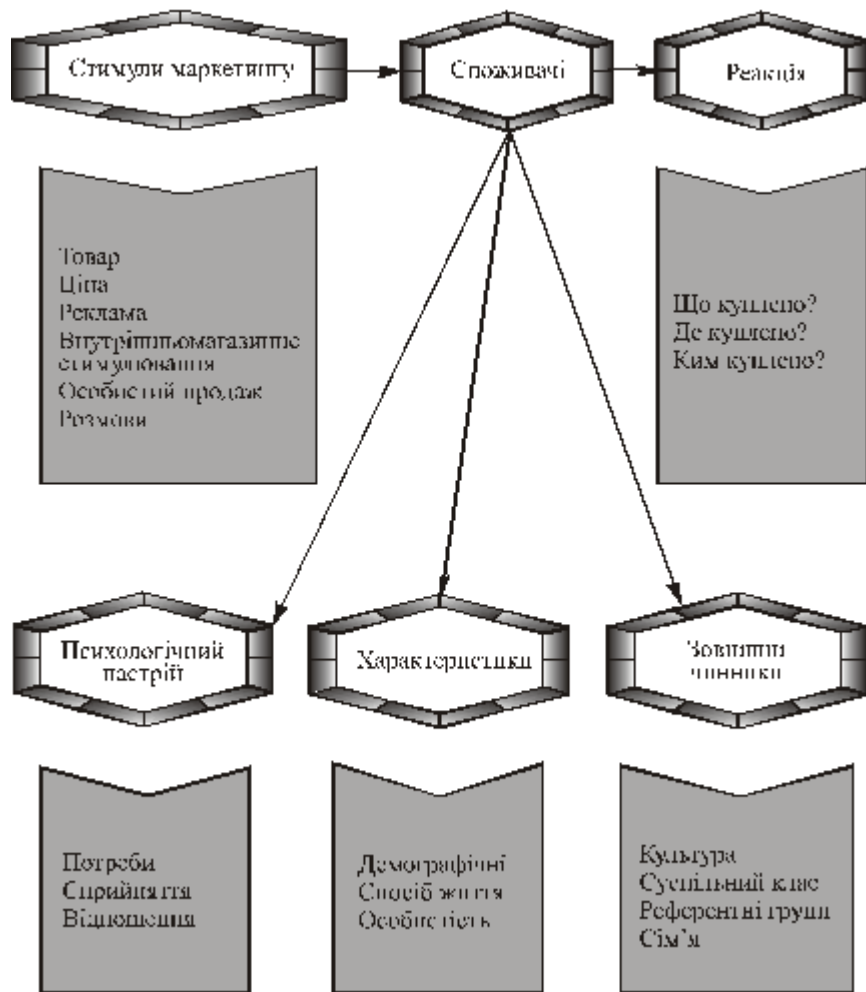 Стимули маркетингу
Споживачі
Реакція
Товар
Ціна
Реклама
Внутрішньомагазинне
стимулювання
Особистий продаж
Розмови
Що куплено?
Де куплено?
Ким куплено?
Психологічний
настрій
Характеристики
Зовнішні
чинники
Потреби
Сприйняття
Відношення
Демографічні
Спосіб життя
Особистість
Культура
Суспільний клас
Референтні групи
Сім’я